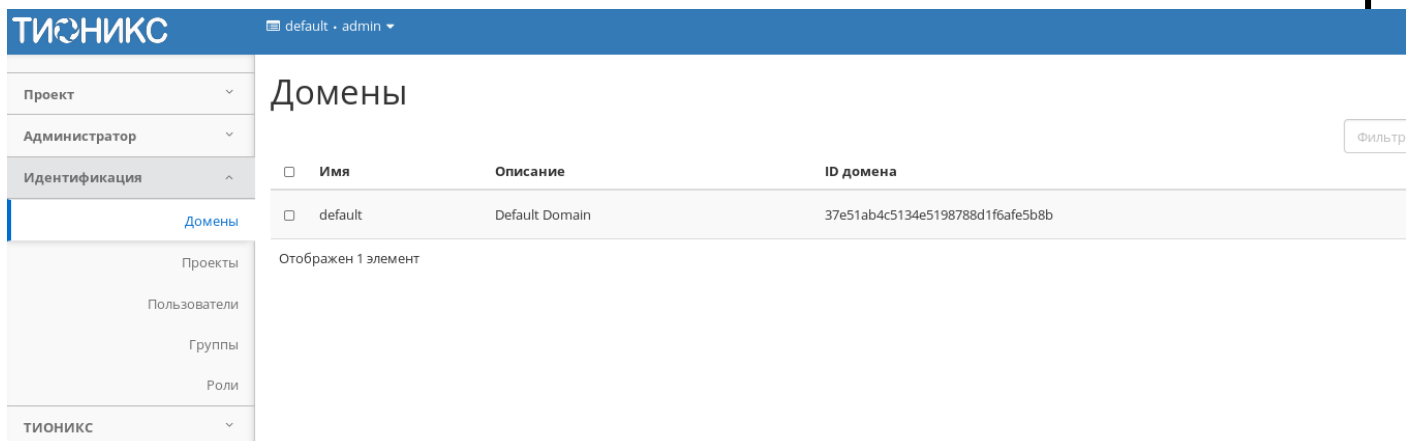 ТИОНИКС
default • admin
Проект
Администратор
Идентификация
Домены
Проекты
Пользователи
Группы
Роли
ТИОНИКС
Домены
Фильтр
Имя Описание ID домена
default Default Domain 37e51ab4c5134e5198788d1f6afe5b8b
Отображен 1 элемент